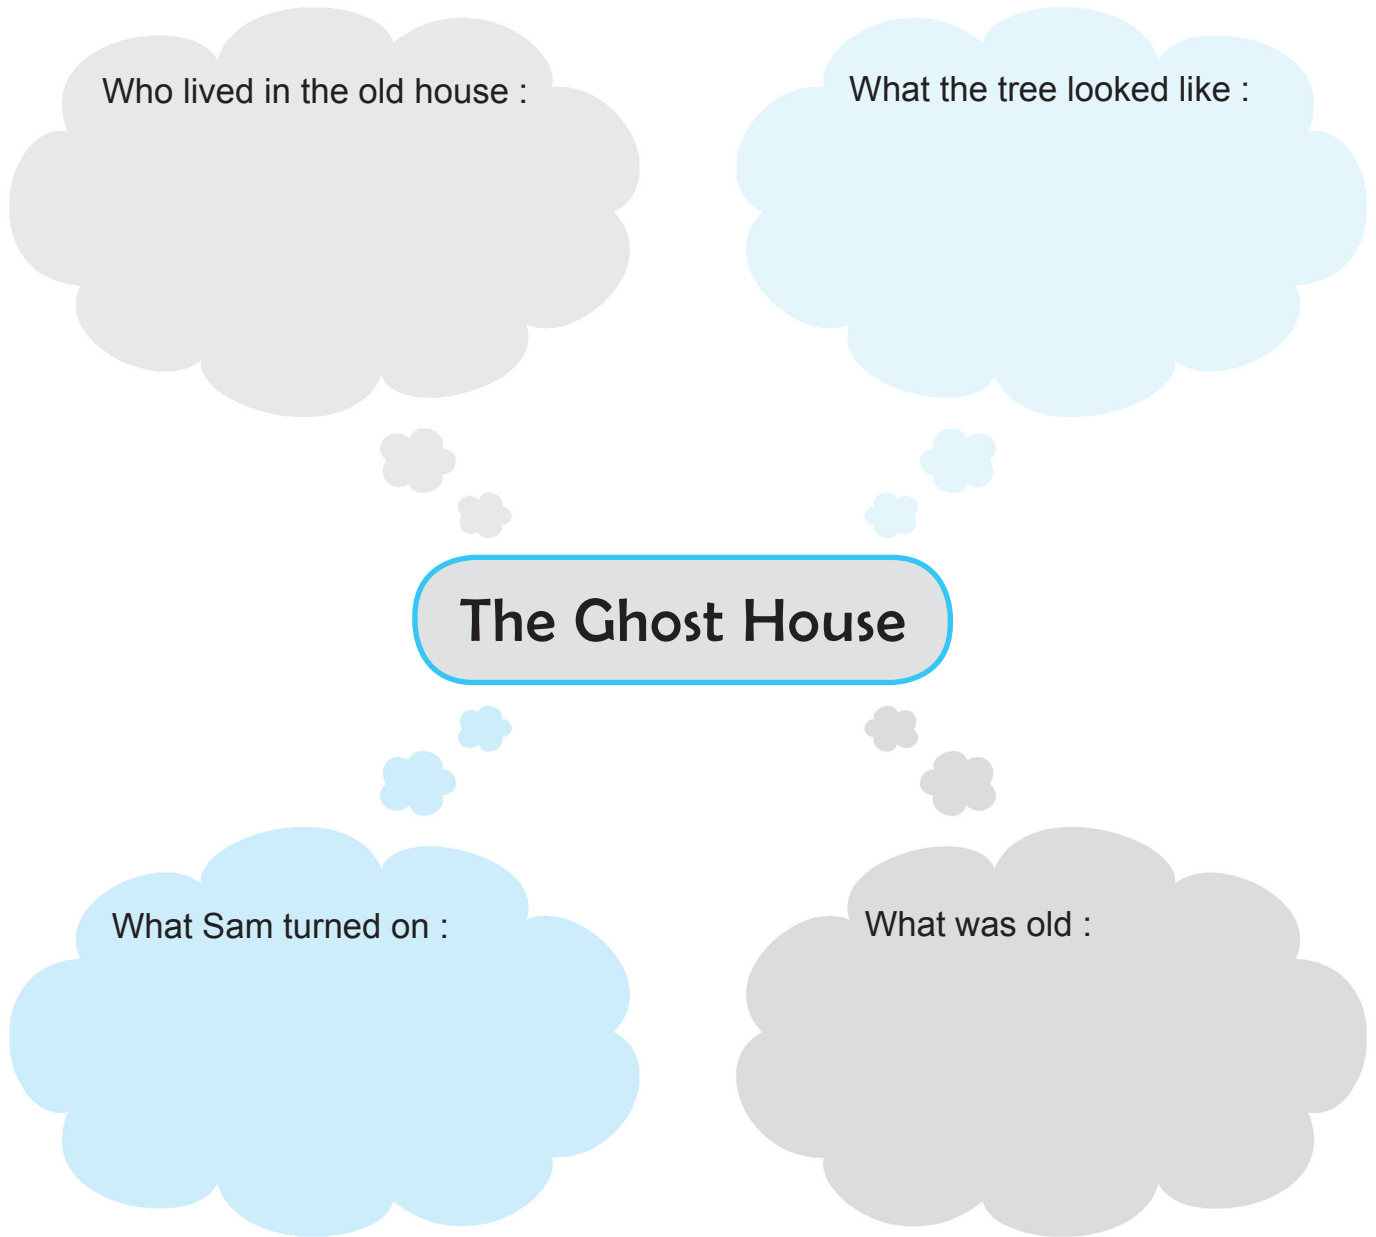 Who lived in the old house :
What the tree looked like :
The Ghost House
What Sam turned on :
What was old :